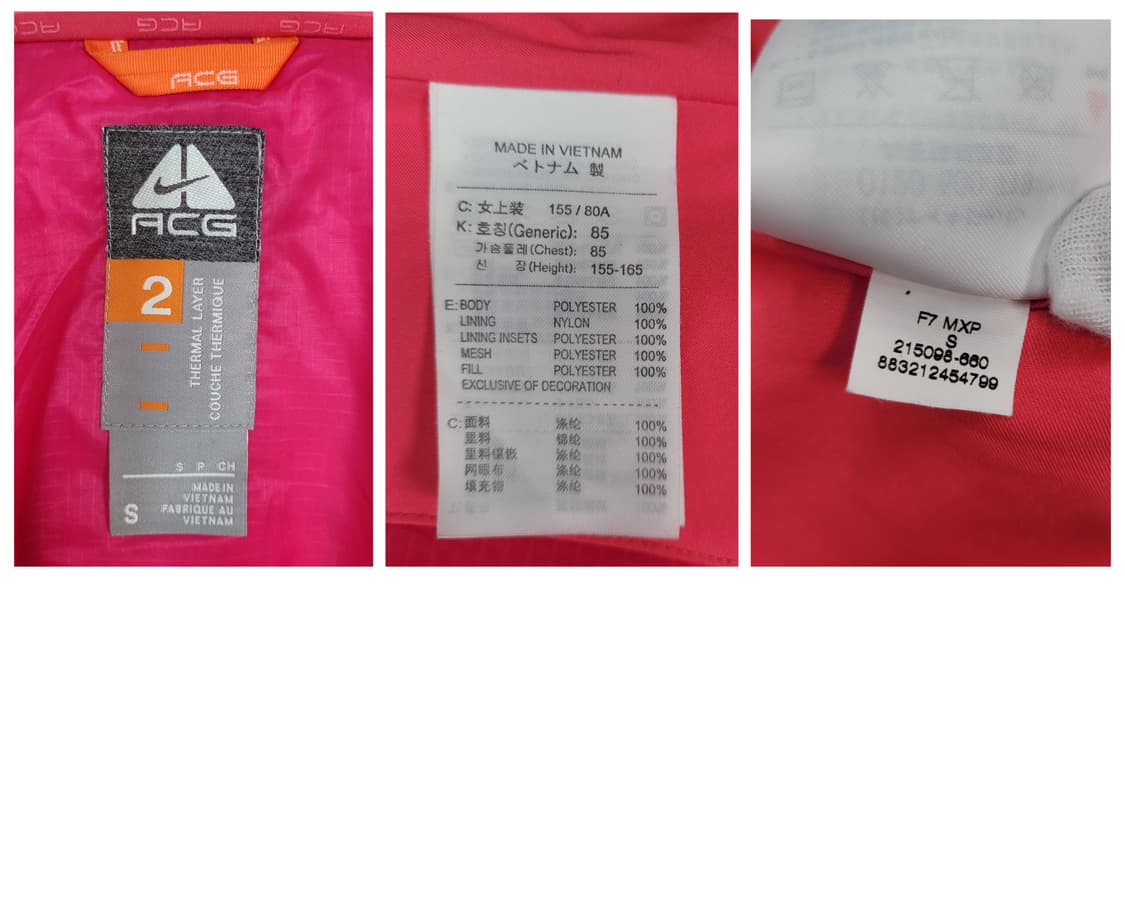 ACG ACG ACG
ACG
ACG
2
THERMAL LAYER
COUCHE THERMIQUE
S P CH
MADE IN
VIETNAM
FABRIQUE AU
VIETNAM
S
MADE IN VIETNAM
ベトナム 製
C: 女上装 155 / 80A
K: 호칭(Generic): 85
가슴둘레(Chest): 85
신 장(Height): 155-165
E: BODY POLYESTER 100%
LINING NYLON 100%
LINING INSETS POLYESTER 100%
MESH POLYESTER 100%
FILL POLYESTER 100%
EXCLUSIVE OF DECORATION
C: 面料 涤纶 100%
里料 锦纶 100%
里料镶嵌 涤纶 100%
网眼布 涤纶 100%
填充物 涤纶 100%
F7 MXP
S
215098-660
883212454799